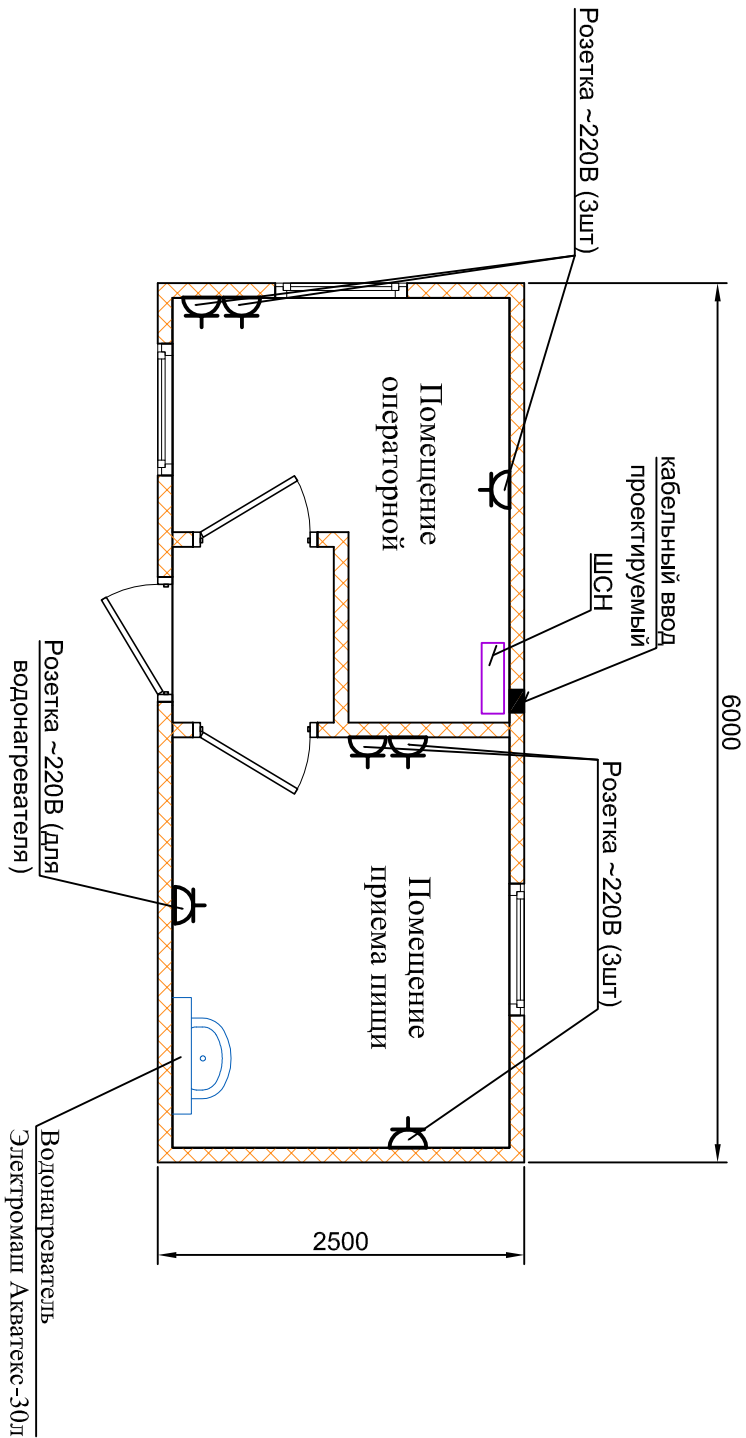 Розетка ~220В (3шт)
кабельный ввод
проектируемый
ШСН
6000
Розетка ~220В (3шт)
Помещение
операторной
Помещение
приема пищи
2500
Розетка ~220В (для
водонагревателя)
Водонагреватель
Электромаш Акватекс-30л